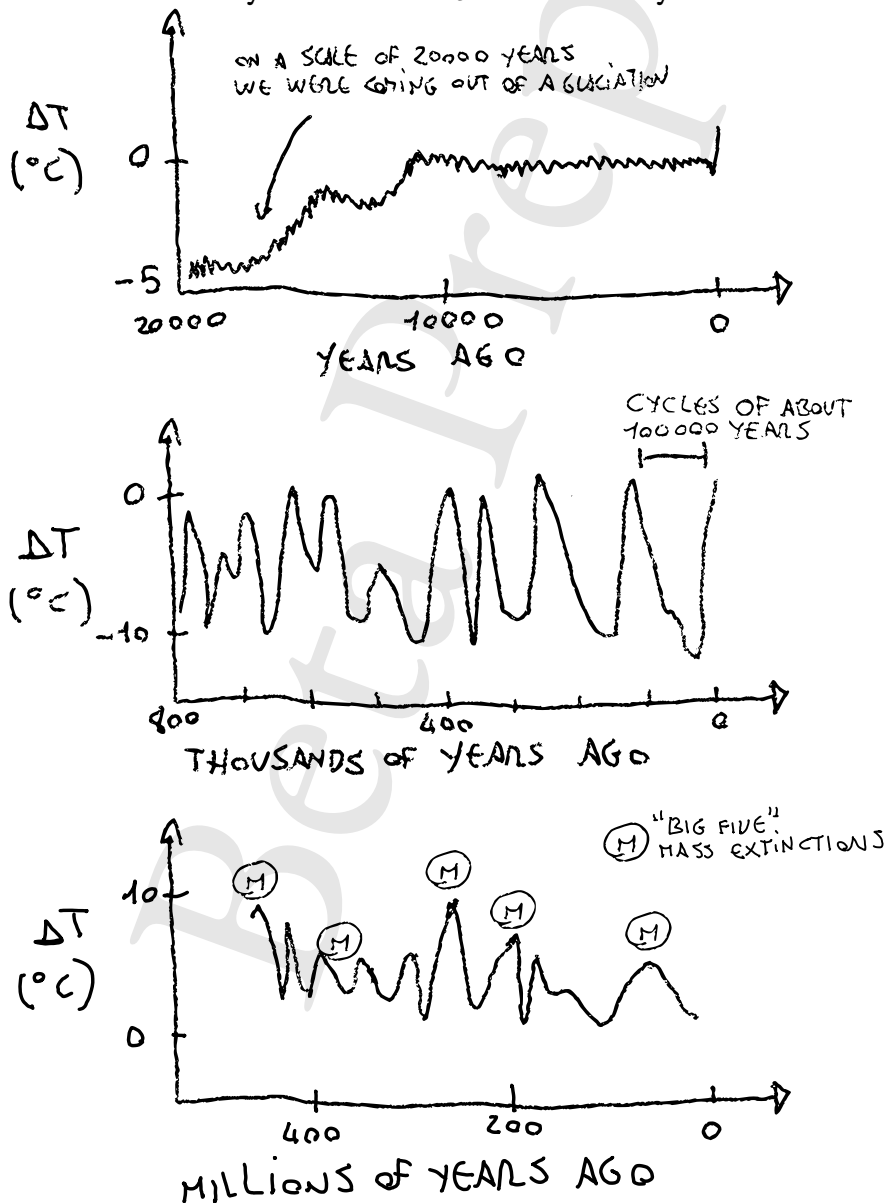 ON A SCALE OF 20000 YEARS
WE WERE COMING OUT OF A GLACIATION
ΔT
(°C)
0
-5
20000
10000
0
YEARS AGO
CYCLES OF ABOUT
100000 YEARS
ΔT
(°C)
0
-10
800
400
0
THOUSANDS OF YEARS AGO
M "BIG FIVE"
MASS EXTINCTIONS
M
M
M
M
M
ΔT
(°C)
10
0
400
200
0
MILLIONS OF YEARS AGO
Beta Prep